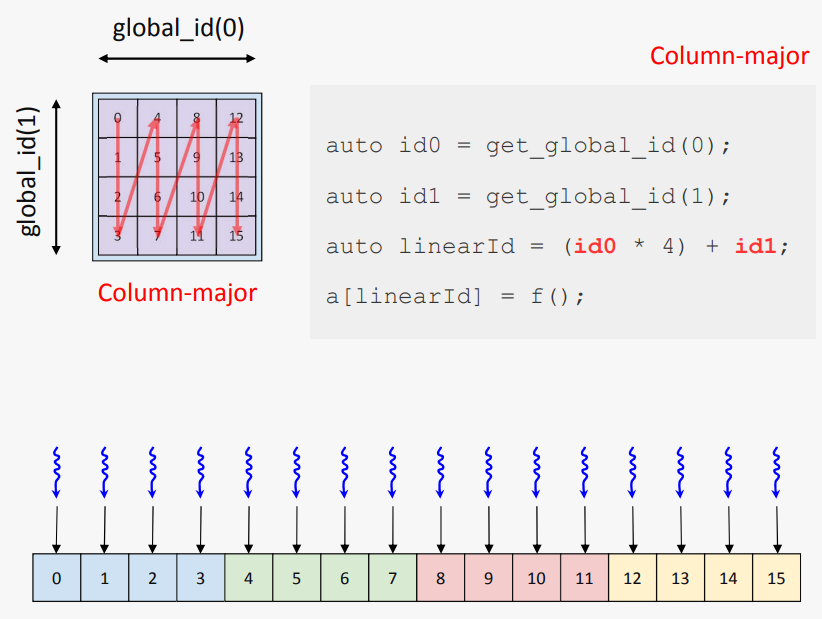 global_id(0)
Column-major
global_id(1)
0 4 8 12
1 5 9 13
2 6 10 14
3 7 11 15
Column-major
auto id0 = get_global_id(0);
auto id1 = get_global_id(1);
auto linearId = (id0 * 4) + id1;
a[linearId] = f();
0 1 2 3 4 5 6 7 8 9 10 11 12 13 14 15